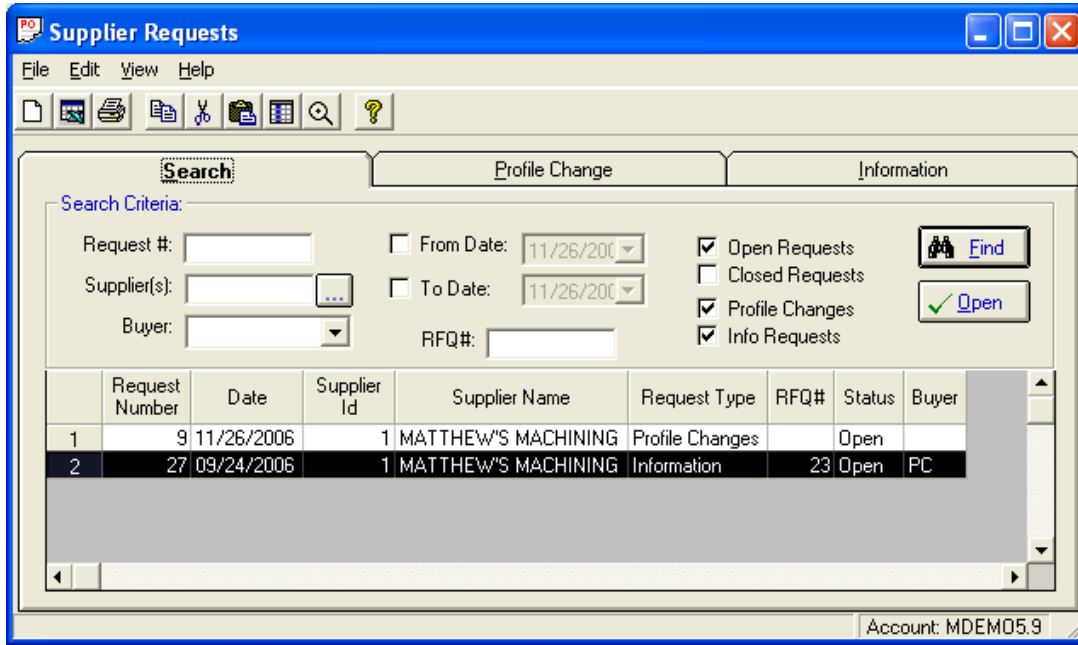 PO Supplier Requests
File Edit View Help
Search Profile Change Information
Search Criteria:
Request #: From Date: 11/26/200 Open Requests Find
Closed Requests
Supplier(s): ... To Date: 11/26/200 Profile Changes Open
Buyer: RFQ#: Info Requests
Request Number Date Supplier Id Supplier Name Request Type RFQ# Status Buyer
1 9 11/26/2006 1 MATTHEW'S MACHINING Profile Changes Open
2 27 09/24/2006 1 MATTHEW'S MACHINING Information 23 Open PC
Account: MDEMO5.9